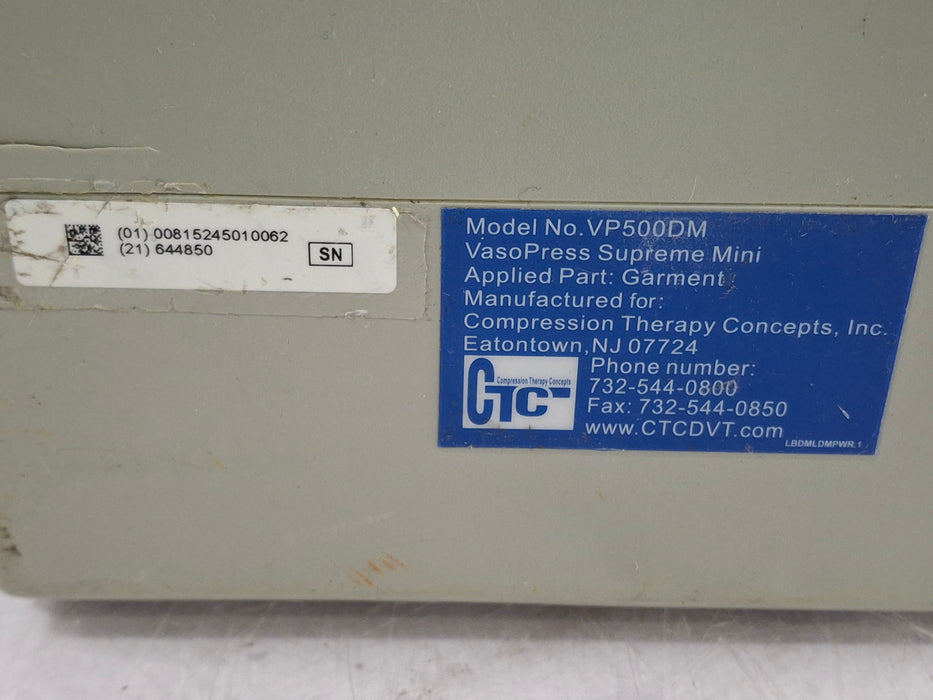 (01) 00815245010062
(21) 644850
SN
Model No.VP500DM
VasoPress Supreme Mini
Applied Part: Garment
Manufactured for:
Compression Therapy Concepts, Inc.
Eatontown,NJ 07724
Compression Therapy Concepts
CTC
Phone number:
732-544-0800
Fax: 732-544-0850
www.CTCDVT.com
LBDMLDMPWR.1